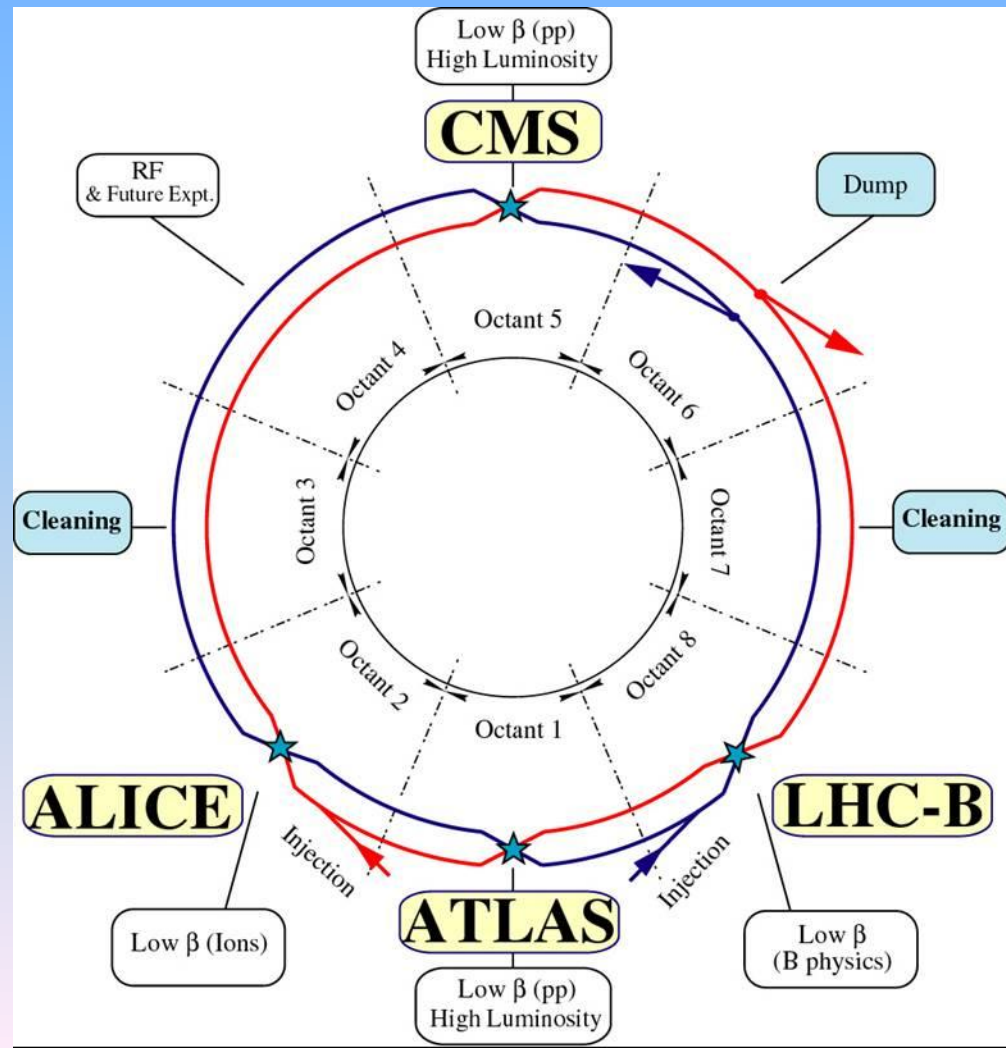 Low β (pp)
High Luminosity
CMS
RF
& Future Expt.
Dump
Octant 5
Octant 4
Octant 6
Cleaning
Octant 3
Octant 7
Cleaning
Octant 2
Octant 8
Octant 1
ALICE
LHC-B
Injection
Injection
ATLAS
Low β (Ions)
Low β
(B physics)
Low β (pp)
High Luminosity